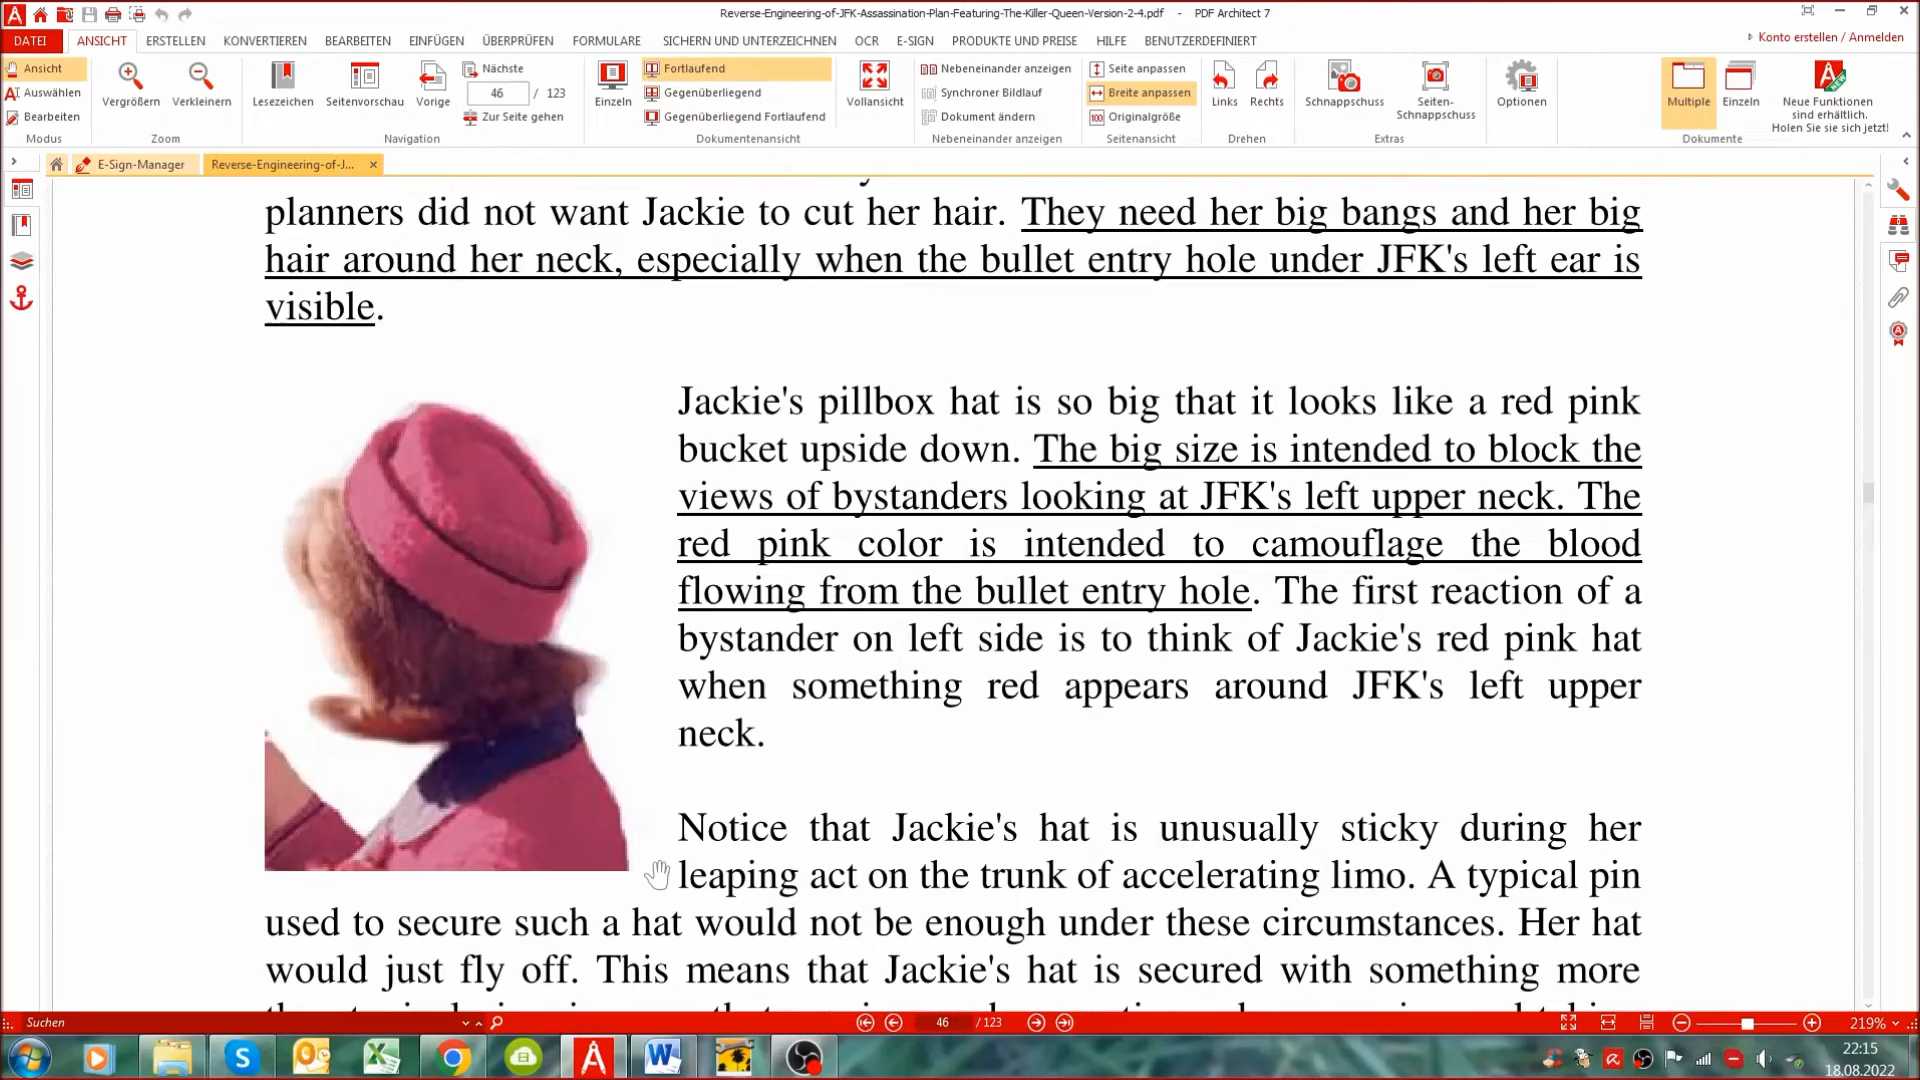 Reverse-Engineering-of-JFK-Assassination-Plan-Featuring-The-Killer-Queen-Version-2-4.pdf - PDF Architect 7
DATEI ANSICHT ERSTELLEN KONVERTIEREN BEARBEITEN EINFÜGEN ÜBERPRÜFEN FORMULARE SICHERN UND UNTERZEICHNEN OCR E-SIGN PRODUKTE UND PREISE HILFE BENUTZERDEFINIERT Konto erstellen / Anmelden
Ansicht
Auswählen
Bearbeiten
Modus
Vergrößern Verkleinern
Zoom
Lesezeichen Seitenvorschau Vorige
Nächste
46 / 123
Zur Seite gehen
Navigation
Einzeln
Fortlaufend
Gegenüberliegend
Gegenüberliegend Fortlaufend
Dokumentenansicht
Vollansicht
Nebeneinander anzeigen
Synchroner Bildlauf
Dokument ändern
Nebeneinander anzeigen
Seite anpassen
Breite anpassen
100 Originalgröße
Seitenansicht
Links Rechts
Drehen
Schnappschuss
Seiten-
Schnappschuss
Extras
Optionen
Multiple Einzeln
Dokumente
NEW
Neue Funktionen
sind erhältlich.
Holen Sie sie sich jetzt!
E-Sign-Manager
Reverse-Engineering-of-J...
planners did not want Jackie to cut her hair. They need her big bangs and her big
hair around her neck, especially when the bullet entry hole under JFK's left ear is
visible.
Jackie's pillbox hat is so big that it looks like a red pink
bucket upside down. The big size is intended to block the
views of bystanders looking at JFK's left upper neck. The
red pink color is intended to camouflage the blood
flowing from the bullet entry hole. The first reaction of a
bystander on left side is to think of Jackie's red pink hat
when something red appears around JFK's left upper
neck.
Notice that Jackie's hat is unusually sticky during her
leaping act on the trunk of accelerating limo. A typical pin
used to secure such a hat would not be enough under these circumstances. Her hat
would just fly off. This means that Jackie's hat is secured with something more
Suchen
46 / 123
219%
22:15
18.08.2022